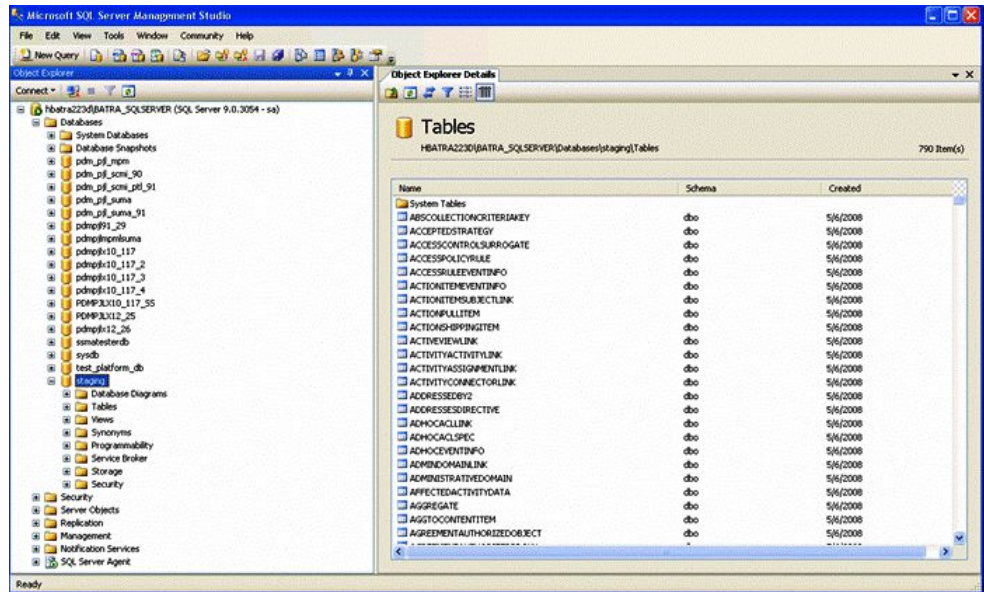 Microsoft SQL Server Management Studio
File Edit View Tools Window Community Help
New Query
Object Explorer
Connect
hbatra223d\BATRA_SQLSERVER (SQL Server 9.0.3054 - sa)
Databases
System Databases
Database Snapshots
pdm_pjl_mpm
pdm_pjl_scmi_90
pdm_pjl_scmi_ptl_91
pdm_pjl_suma
pdm_pjl_suma_91
pdmpjl91_29
pdmpjlmpmlsuma
pdmpjlx10_117
pdmpjlx10_117_2
pdmpjlx10_117_3
pdmpjlx10_117_4
PDMPJLX10_117_SS
PDMPJLX12_25
pdmpjlx12_26
ssmatesterdb
sysdb
test_platform_db
staging
Database Diagrams
Tables
Views
Synonyms
Programmability
Service Broker
Storage
Security
Security
Server Objects
Replication
Management
Notification Services
SQL Server Agent
Object Explorer Details
Tables
HBATRA223D\BATRA_SQLSERVER\Databases\staging\Tables 790 Item(s)
Name Schema Created
System Tables
ABSCOLLECTIONCRITERIAKEY dbo 5/6/2008
ACCEPTEDSTRATEGY dbo 5/6/2008
ACCESSCONTROLSURROGATE dbo 5/6/2008
ACCESSPOLICYRULE dbo 5/6/2008
ACCESSRULEEVENTINFO dbo 5/6/2008
ACTIONITEMEVENTINFO dbo 5/6/2008
ACTIONITEMSUBJECTLINK dbo 5/6/2008
ACTIONPULLITEM dbo 5/6/2008
ACTIONSHIPPINGITEM dbo 5/6/2008
ACTIVEVIEWLINK dbo 5/6/2008
ACTIVITYACTIVITYLINK dbo 5/6/2008
ACTIVITYASSIGNMENTLINK dbo 5/6/2008
ACTIVITYCONNECTORLINK dbo 5/6/2008
ADDRESSEDBY2 dbo 5/6/2008
ADDRESSESDIRECTIVE dbo 5/6/2008
ADHOCACLLINK dbo 5/6/2008
ADHOCACLSPEC dbo 5/6/2008
ADHOCEVENTINFO dbo 5/6/2008
ADMINDOMAINLINK dbo 5/6/2008
ADMINISTRATIVEDOMAIN dbo 5/6/2008
AFFECTEDACTIVITYDATA dbo 5/6/2008
AGGREGATE dbo 5/6/2008
AGGTOCONTENTITEM dbo 5/6/2008
AGREEMENTAUTHORIZEDOBJECT dbo 5/6/2008
Ready